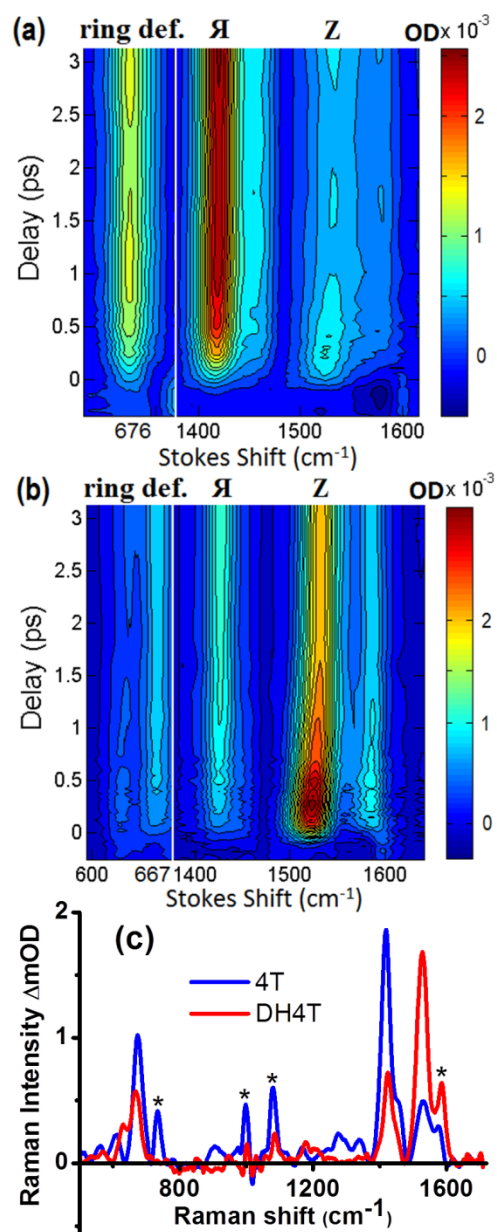 (a)
ring def. Я Z OD x 10⁻³
3
2.5
2
1.5
1
0.5
0
Delay (ps)
2
1
0
676 1400 1500 1600
Stokes Shift (cm⁻¹)
(b)
ring def. Я Z OD x 10⁻³
3
2.5
2
1.5
1
0.5
0
Delay (ps)
3
2
1
0
600 667 1400 1500 1600
Stokes Shift (cm⁻¹)
(c)
4T
DH4T
* * * *
2
1
0
Raman Intensity ΔmOD
800 1200 1600
Raman shift (cm⁻¹)